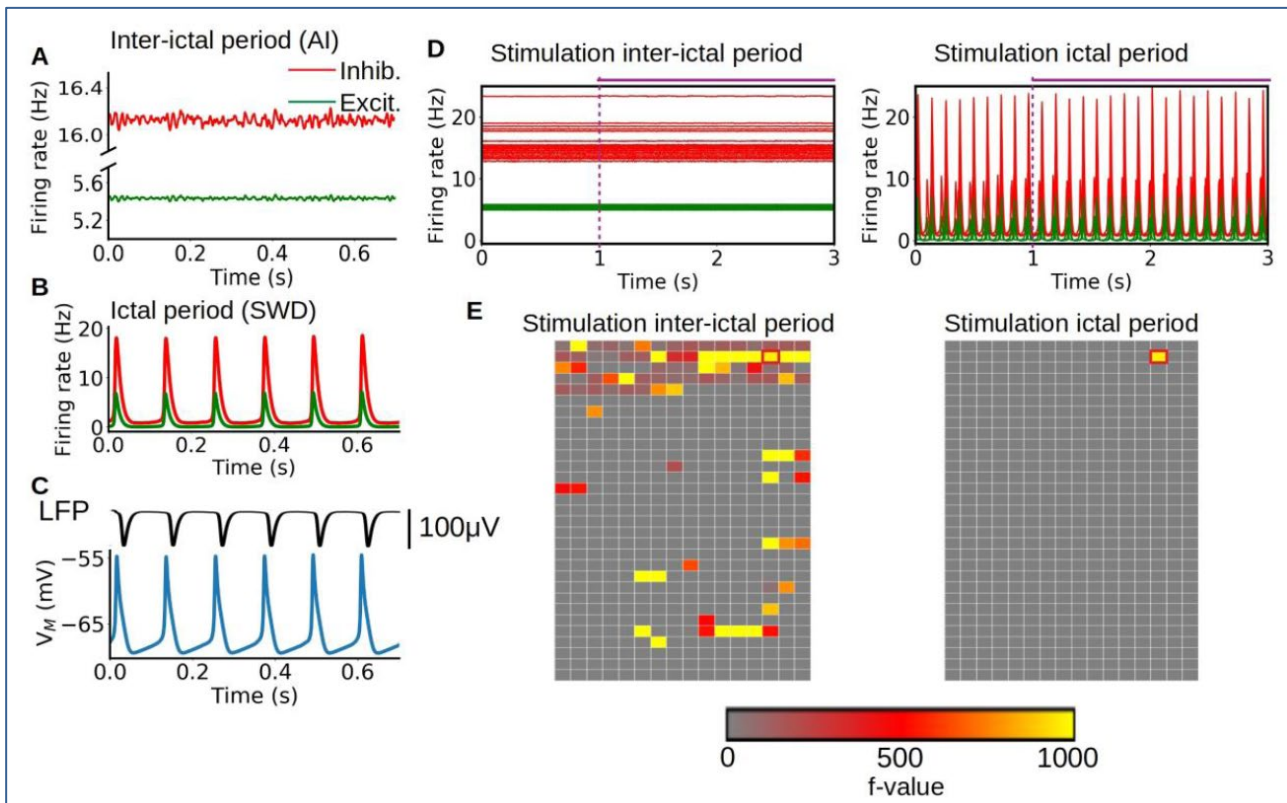 A
Inter-ictal period (AI)
Inhib.
Excit.
Firing rate (Hz)
16.4
16.0
5.6
5.2
0.0 0.2 0.4 0.6
Time (s)
B
Ictal period (SWD)
Firing rate (Hz)
20
10
0
0.0 0.2 0.4 0.6
Time (s)
C
LFP
100μV
V_M (mV)
−55
−65
0.0 0.2 0.4 0.6
Time (s)
D
Stimulation inter-ictal period
Firing rate (Hz)
20
10
0
0 1 2 3
Time (s)
Stimulation ictal period
Firing rate (Hz)
20
10
0
0 1 2 3
Time (s)
E
Stimulation inter-ictal period
Stimulation ictal period
0 500 1000
f-value